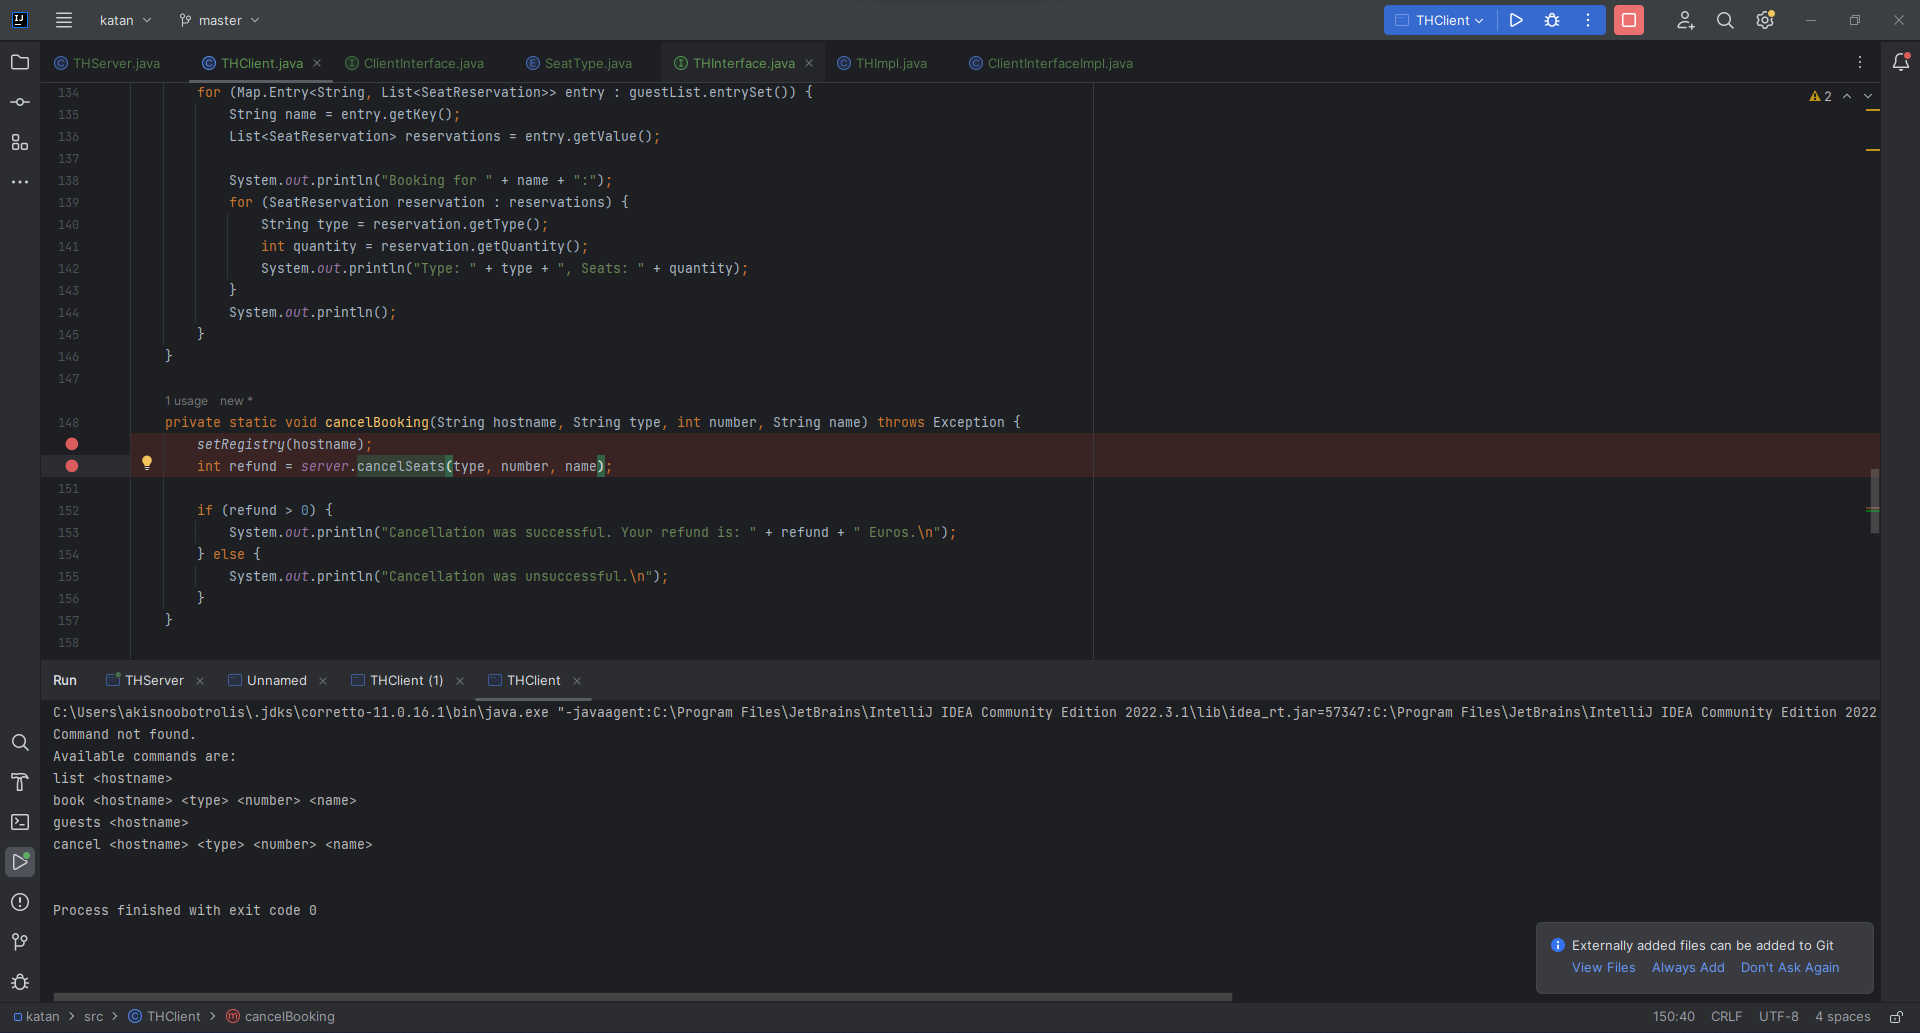 katan
master
THClient
THServer.java
THClient.java
ClientInterface.java
SeatType.java
THInterface.java
THImpl.java
ClientInterfaceImpl.java
2
134 for (Map.Entry<String, List<SeatReservation>> entry : guestList.entrySet()) {
135 String name = entry.getKey();
136 List<SeatReservation> reservations = entry.getValue();
137
138 System.out.println("Booking for " + name + ":");
139 for (SeatReservation reservation : reservations) {
140 String type = reservation.getType();
141 int quantity = reservation.getQuantity();
142 System.out.println("Type: " + type + ", Seats: " + quantity);
143 }
144 System.out.println();
145 }
146 }
147
1 usage new *
148 private static void cancelBooking(String hostname, String type, int number, String name) throws Exception {
setRegistry(hostname);
int refund = server.cancelSeats(type, number, name);
151
152 if (refund > 0) {
153 System.out.println("Cancellation was successful. Your refund is: " + refund + " Euros.\n");
154 } else {
155 System.out.println("Cancellation was unsuccessful.\n");
156 }
157 }
158
Run THServer Unnamed THClient (1) THClient
C:\Users\akisnoobotrolis\.jdks\corretto-11.0.16.1\bin\java.exe "-javaagent:C:\Program Files\JetBrains\IntelliJ IDEA Community Edition 2022.3.1\lib\idea_rt.jar=57347:C:\Program Files\JetBrains\IntelliJ IDEA Community Edition 2022
Command not found.
Available commands are:
list <hostname>
book <hostname> <type> <number> <name>
guests <hostname>
cancel <hostname> <type> <number> <name>
Process finished with exit code 0
Externally added files can be added to Git
View Files Always Add Don't Ask Again
katan > src > THClient > cancelBooking
150:40 CRLF UTF-8 4 spaces